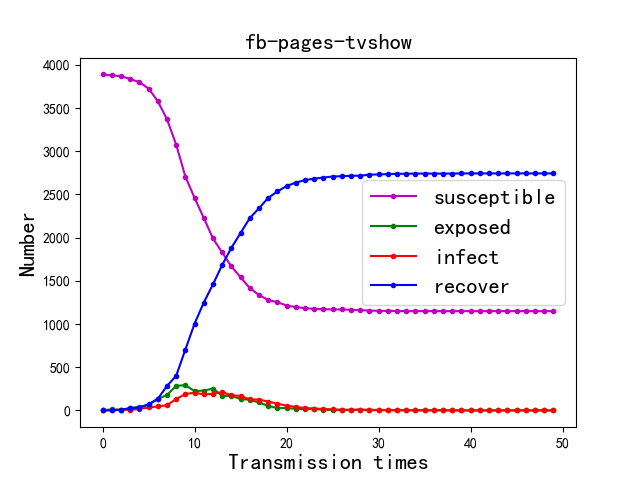 fb-pages-tvshow
4000
3500
3000
2500
2000
1500
1000
500
0
Number
susceptible
exposed
infect
recover
0 10 20 30 40 50
Transmission times